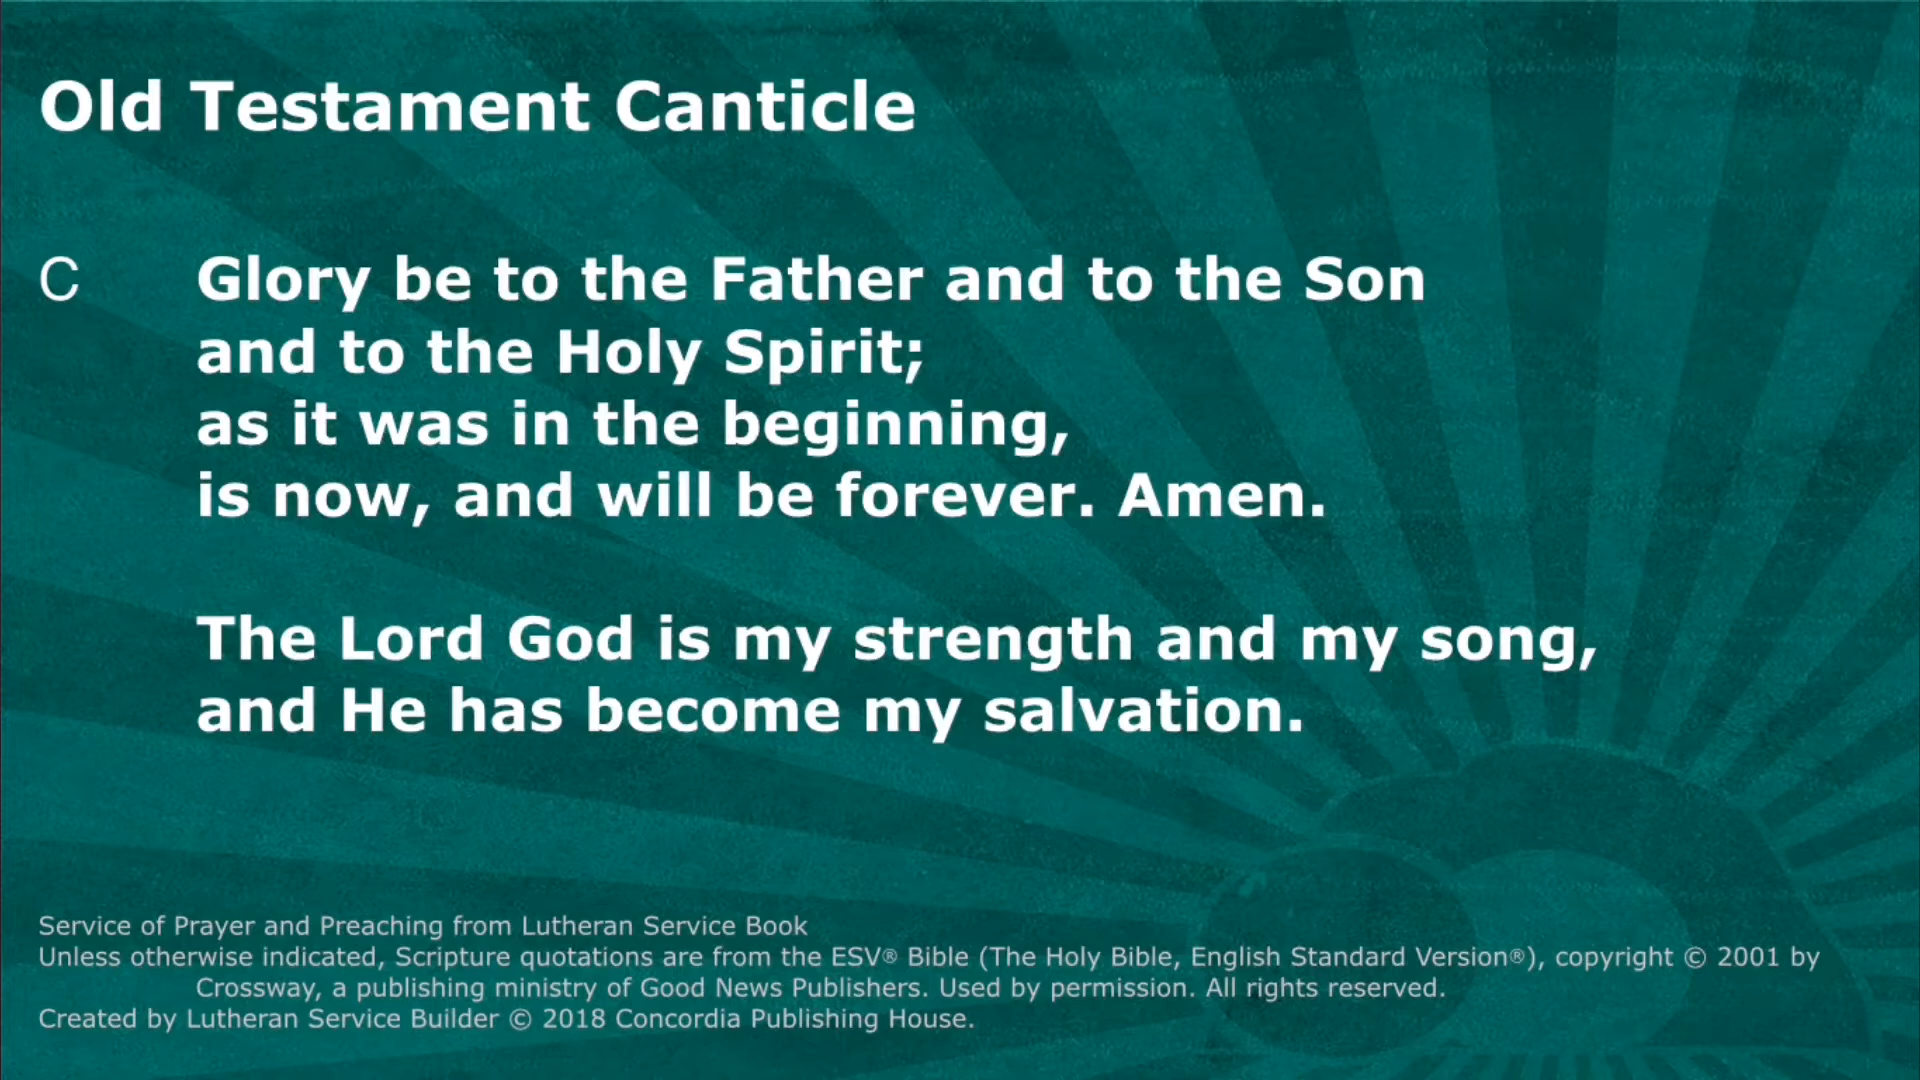 Old Testament Canticle
C Glory be to the Father and to the Son
and to the Holy Spirit;
as it was in the beginning,
is now, and will be forever. Amen.
The Lord God is my strength and my song,
and He has become my salvation.
Service of Prayer and Preaching from Lutheran Service Book
Unless otherwise indicated, Scripture quotations are from the ESV® Bible (The Holy Bible, English Standard Version®), copyright © 2001 by
Crossway, a publishing ministry of Good News Publishers. Used by permission. All rights reserved.
Created by Lutheran Service Builder © 2018 Concordia Publishing House.